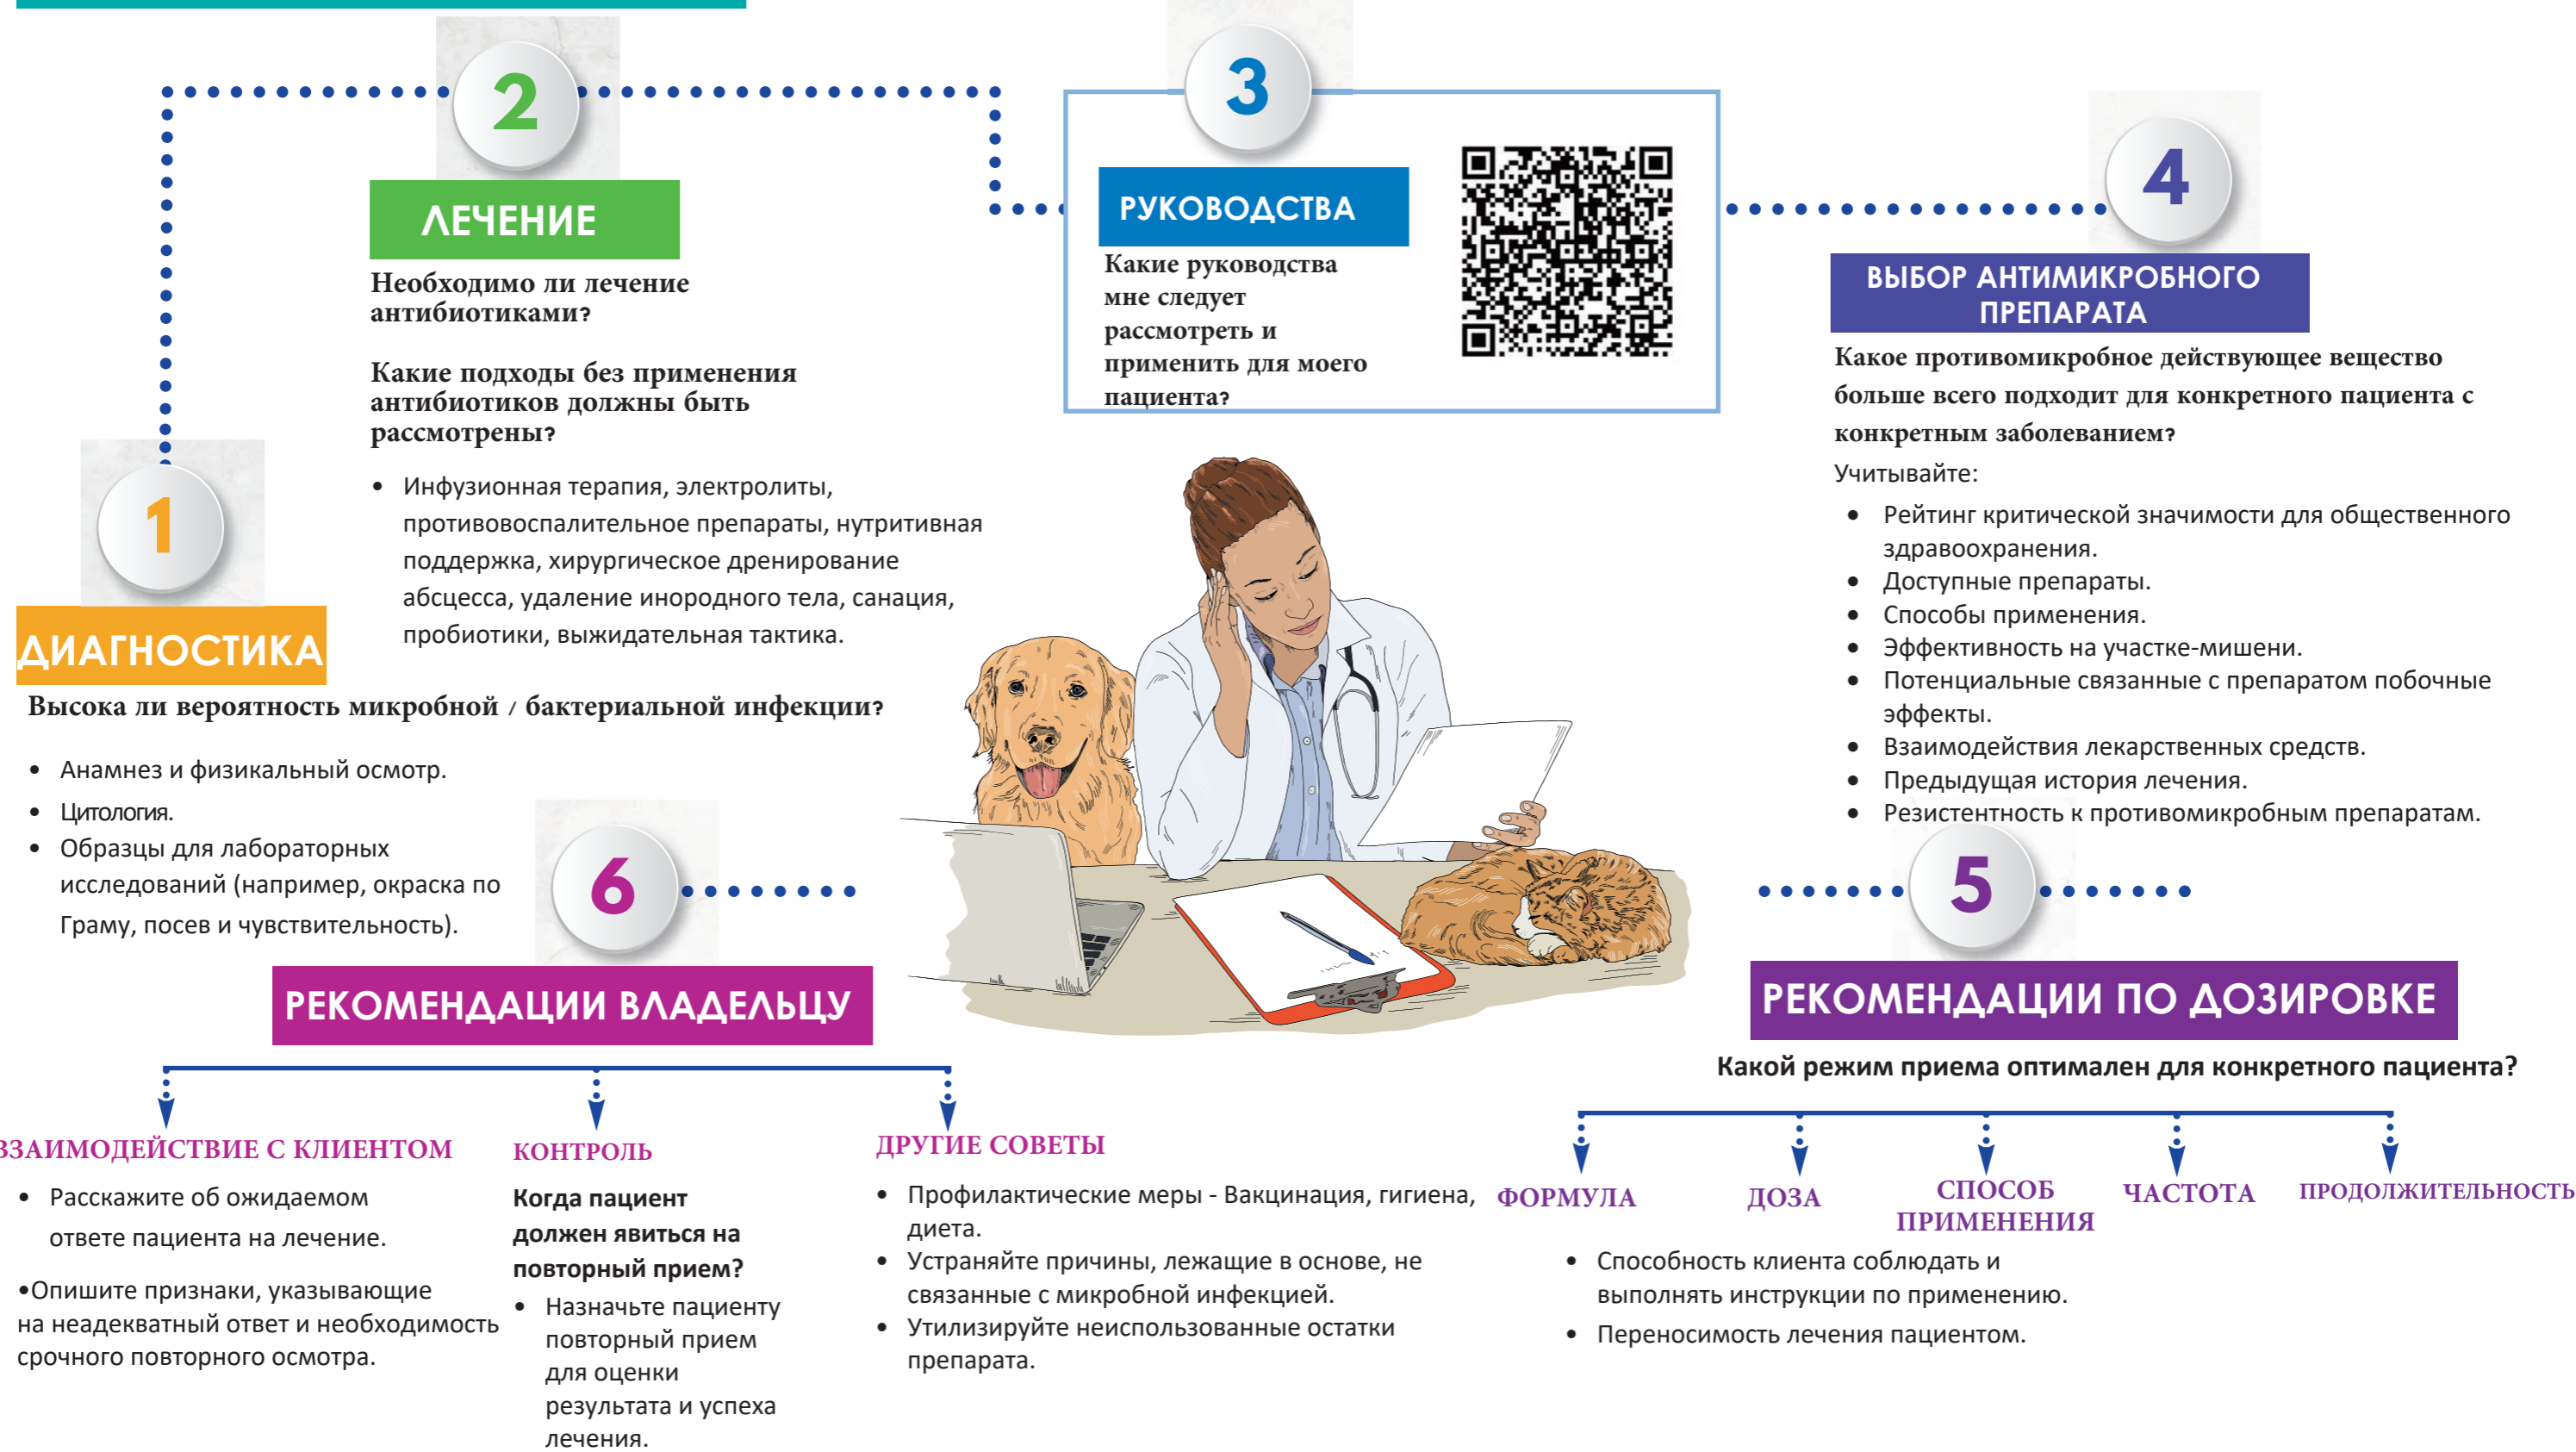 1
ДИАГНОСТИКА
Высока ли вероятность микробной / бактериальной инфекции?
• Анамнез и физикальный осмотр.
• Цитология.
• Образцы для лабораторных
исследований (например, окраска по
Граму, посев и чувствительность).
2
ЛЕЧЕНИЕ
Необходимо ли лечение
антибиотиками?
Какие подходы без применения
антибиотиков должны быть
рассмотрены?
• Инфузионная терапия, электролиты,
противовоспалительное препараты, нутритивная
поддержка, хирургическое дренирование
абсцесса, удаление инородного тела, санация,
пробиотики, выжидательная тактика.
3
РУКОВОДСТВА
Какие руководства
мне следует
рассмотреть и
применить для моего
пациента?
4
ВЫБОР АНТИМИКРОБНОГО
ПРЕПАРАТА
Какое противомикробное действующее вещество
больше всего подходит для конкретного пациента с
конкретным заболеванием?
Учитывайте:
• Рейтинг критической значимости для общественного
здравоохранения.
• Доступные препараты.
• Способы применения.
• Эффективность на участке-мишени.
• Потенциальные связанные с препаратом побочные
эффекты.
• Взаимодействия лекарственных средств.
• Предыдущая история лечения.
• Резистентность к противомикробным препаратам.
5
РЕКОМЕНДАЦИИ ПО ДОЗИРОВКЕ
Какой режим приема оптимален для конкретного пациента?
ФОРМУЛА
ДОЗА
СПОСОБ
ПРИМЕНЕНИЯ
ЧАСТОТА
ПРОДОЛЖИТЕЛЬНОСТЬ
• Способность клиента соблюдать и
выполнять инструкции по применению.
• Переносимость лечения пациентом.
6
РЕКОМЕНДАЦИИ ВЛАДЕЛЬЦУ
ВЗАИМОДЕЙСТВИЕ С КЛИЕНТОМ
• Расскажите об ожидаемом
ответе пациента на лечение.
•Опишите признаки, указывающие
на неадекватный ответ и необходимость
срочного повторного осмотра.
КОНТРОЛЬ
Когда пациент
должен явиться на
повторный прием?
• Назначьте пациенту
повторный прием
для оценки
результата и успеха
лечения.
ДРУГИЕ СОВЕТЫ
• Профилактические меры - Вакцинация, гигиена,
диета.
• Устраняйте причины, лежащие в основе, не
связанные с микробной инфекцией.
• Утилизируйте неиспользованные остатки
препарата.